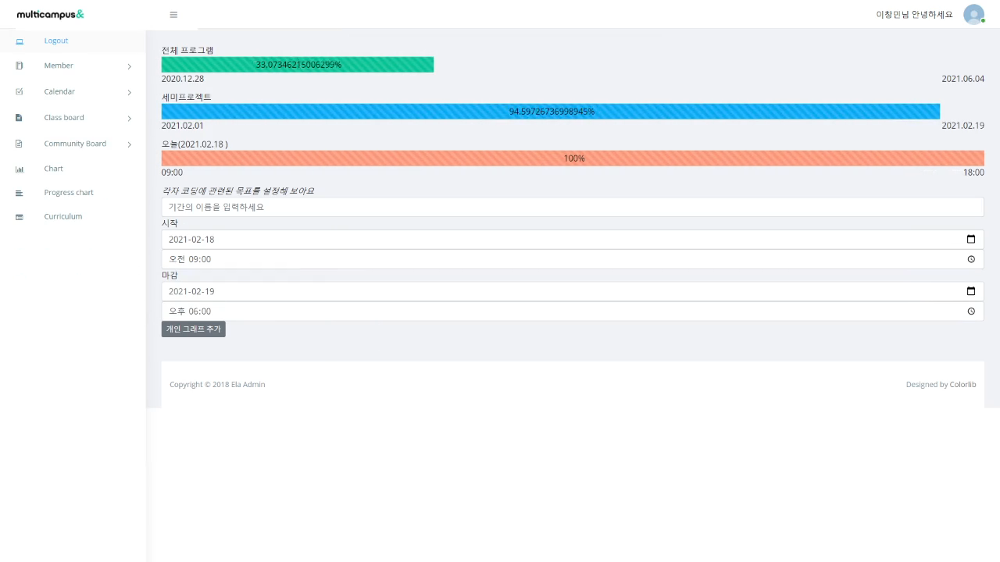 multicampus&
이창민님 안녕하세요
Logout
Member
Calendar
Class board
Community Board
Chart
Progress chart
Curriculum
전체 프로그램
33.07346215006299%
2020.12.28 2021.06.04
세미프로젝트
94.59726736998945%
2021.02.01 2021.02.19
오늘(2021.02.18 )
100%
09:00 18:00
각자 코딩에 관련된 목표를 설정해 보아요
기간의 이름을 입력하세요
시작
2021-02-18
오전 09:00
마감
2021-02-19
오후 06:00
개인 그래프 추가
Copyright © 2018 Ela Admin Designed by Colorlib